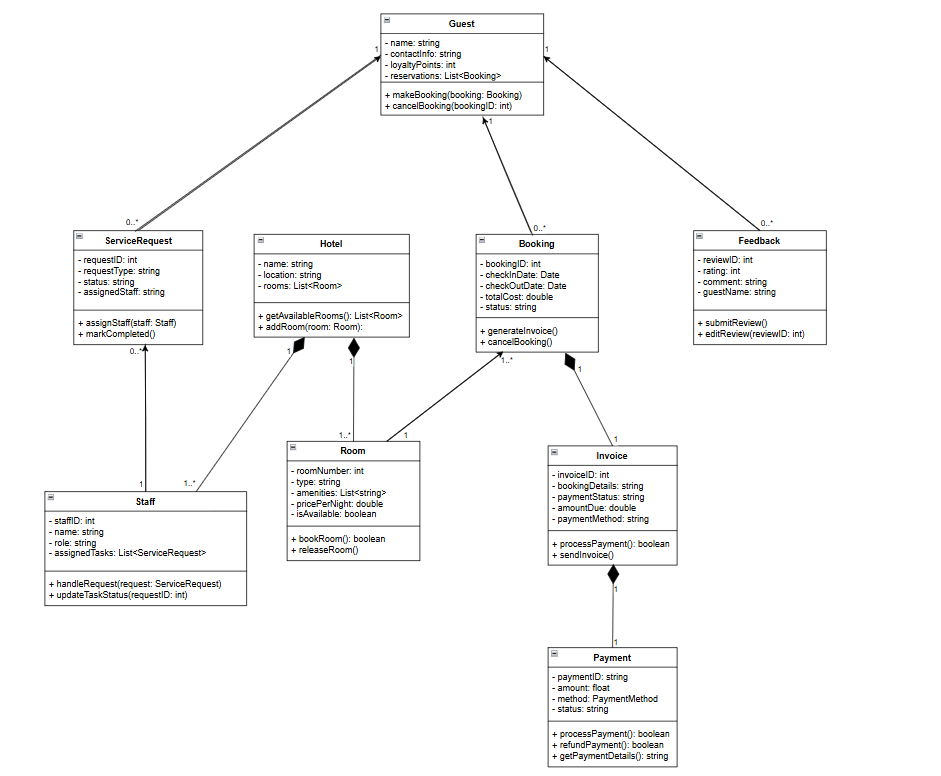 Guest
- name: string
- contactInfo: string
- loyaltyPoints: int
- reservations: List<Booking>
+ makeBooking(booking: Booking)
+ cancelBooking(bookingID: int)
1
1
1
0..*
0..*
0..*
ServiceRequest
- requestID: int
- requestType: string
- status: string
- assignedStaff: string
+ assignStaff(staff: Staff)
+ markCompleted()
0..*
Hotel
- name: string
- location: string
- rooms: List<Room>
+ getAvailableRooms(): List<Room>
+ addRoom(room: Room):
1
1
Booking
- bookingID: int
- checkInDate: Date
- checkOutDate: Date
- totalCost: double
- status: string
+ generateInvoice()
+ cancelBooking()
1..*
1
Feedback
- reviewID: int
- rating: int
- comment: string
- guestName: string
+ submitReview()
+ editReview(reviewID: int)
1
1..*
Staff
- staffID: int
- name: string
- role: string
- assignedTasks: List<ServiceRequest>
+ handleRequest(request: ServiceRequest)
+ updateTaskStatus(requestID: int)
1..*
1
Room
- roomNumber: int
- type: string
- amenities: List<string>
- pricePerNight: double
- isAvailable: boolean
+ bookRoom(): boolean
+ releaseRoom()
1
Invoice
- invoiceID: int
- bookingDetails: string
- paymentStatus: string
- amountDue: double
- paymentMethod: string
+ processPayment(): boolean
+ sendInvoice()
1
1
Payment
- paymentID: string
- amount: float
- method: PaymentMethod
- status: string
+ processPayment(): boolean
+ refundPayment(): boolean
+ getPaymentDetails(): string